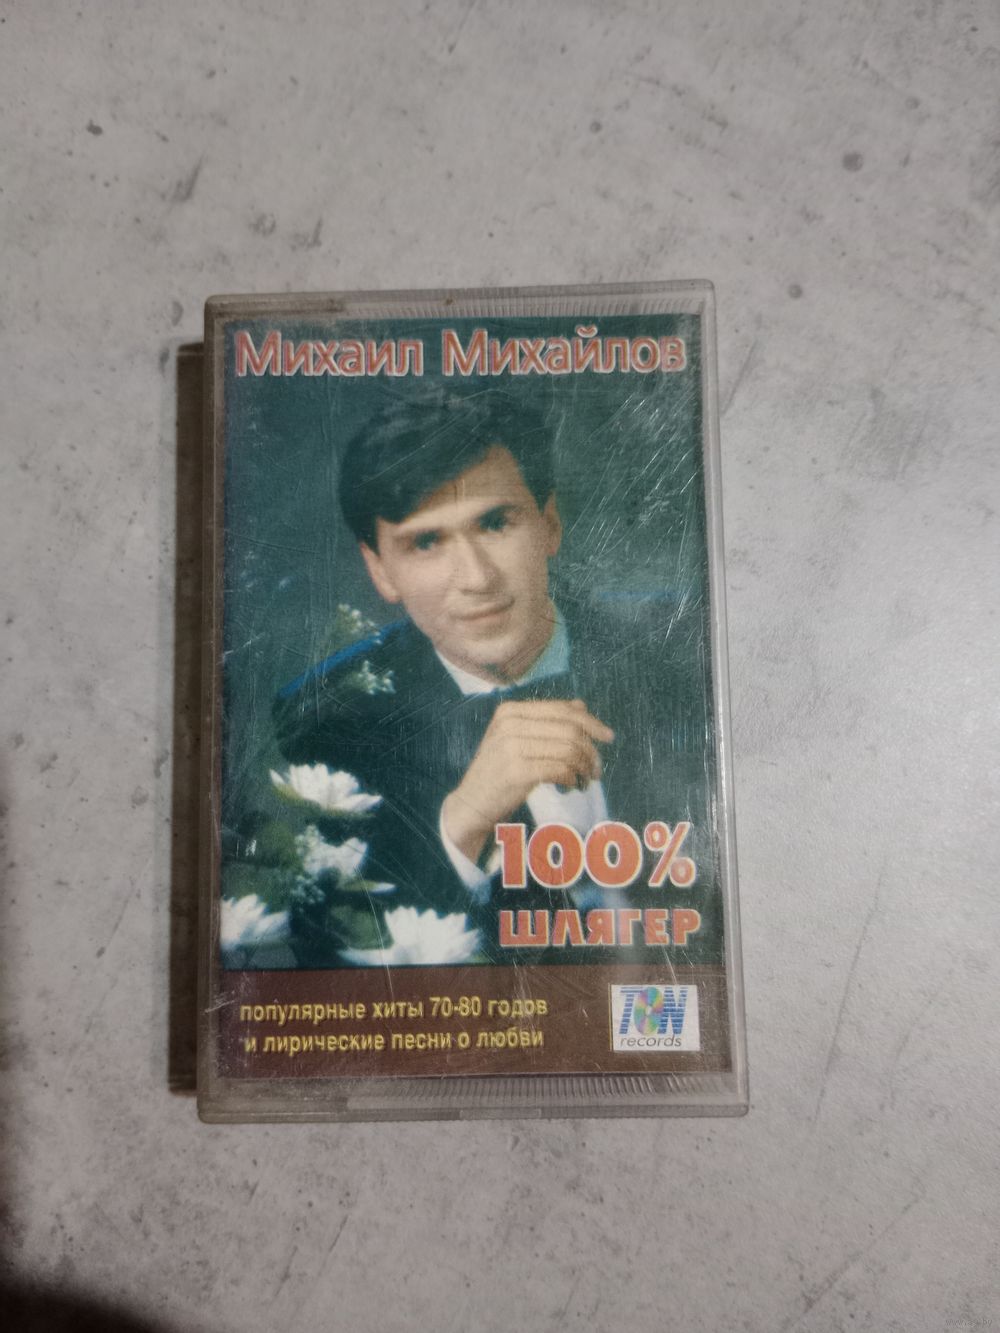 Михаил Михайлов
100%
шлягер
популярные хиты 70-80 годов
и лирические песни о любви
TON
records